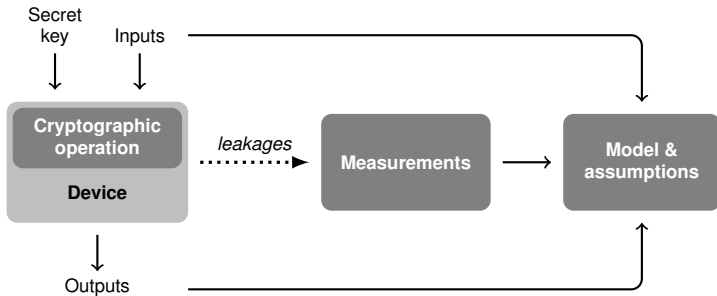 Secret
key
Inputs
Cryptographic
operation
Device
leakages
Measurements
Model &
assumptions
Outputs